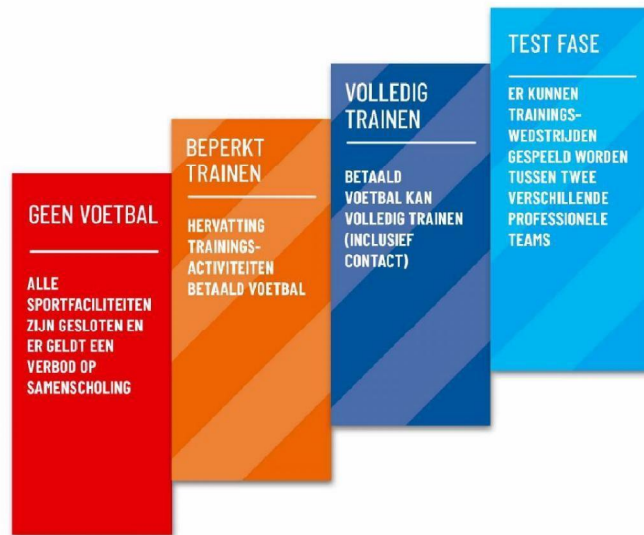 GEEN VOETBAL
ALLE
SPORTFACILITEITEN
ZIJN GESLOTEN EN
ER GELDT EEN
VERBOD OP
SAMENSCHOLING
BEPERKT
TRAINEN
HERVATTING
TRAININGS-
ACTIVITEITEN
BETAALD VOETBAL
VOLLEDIG
TRAINEN
BETAALD
VOETBAL KAN
VOLLEDIG TRAINEN
(INCLUSIEF
CONTACT)
TEST FASE
ER KUNNEN
TRAININGS-
WEDSTRIJDEN
GESPEELD WORDEN
TUSSEN TWEE
VERSCHILLENDE
PROFESSIONELE
TEAMS